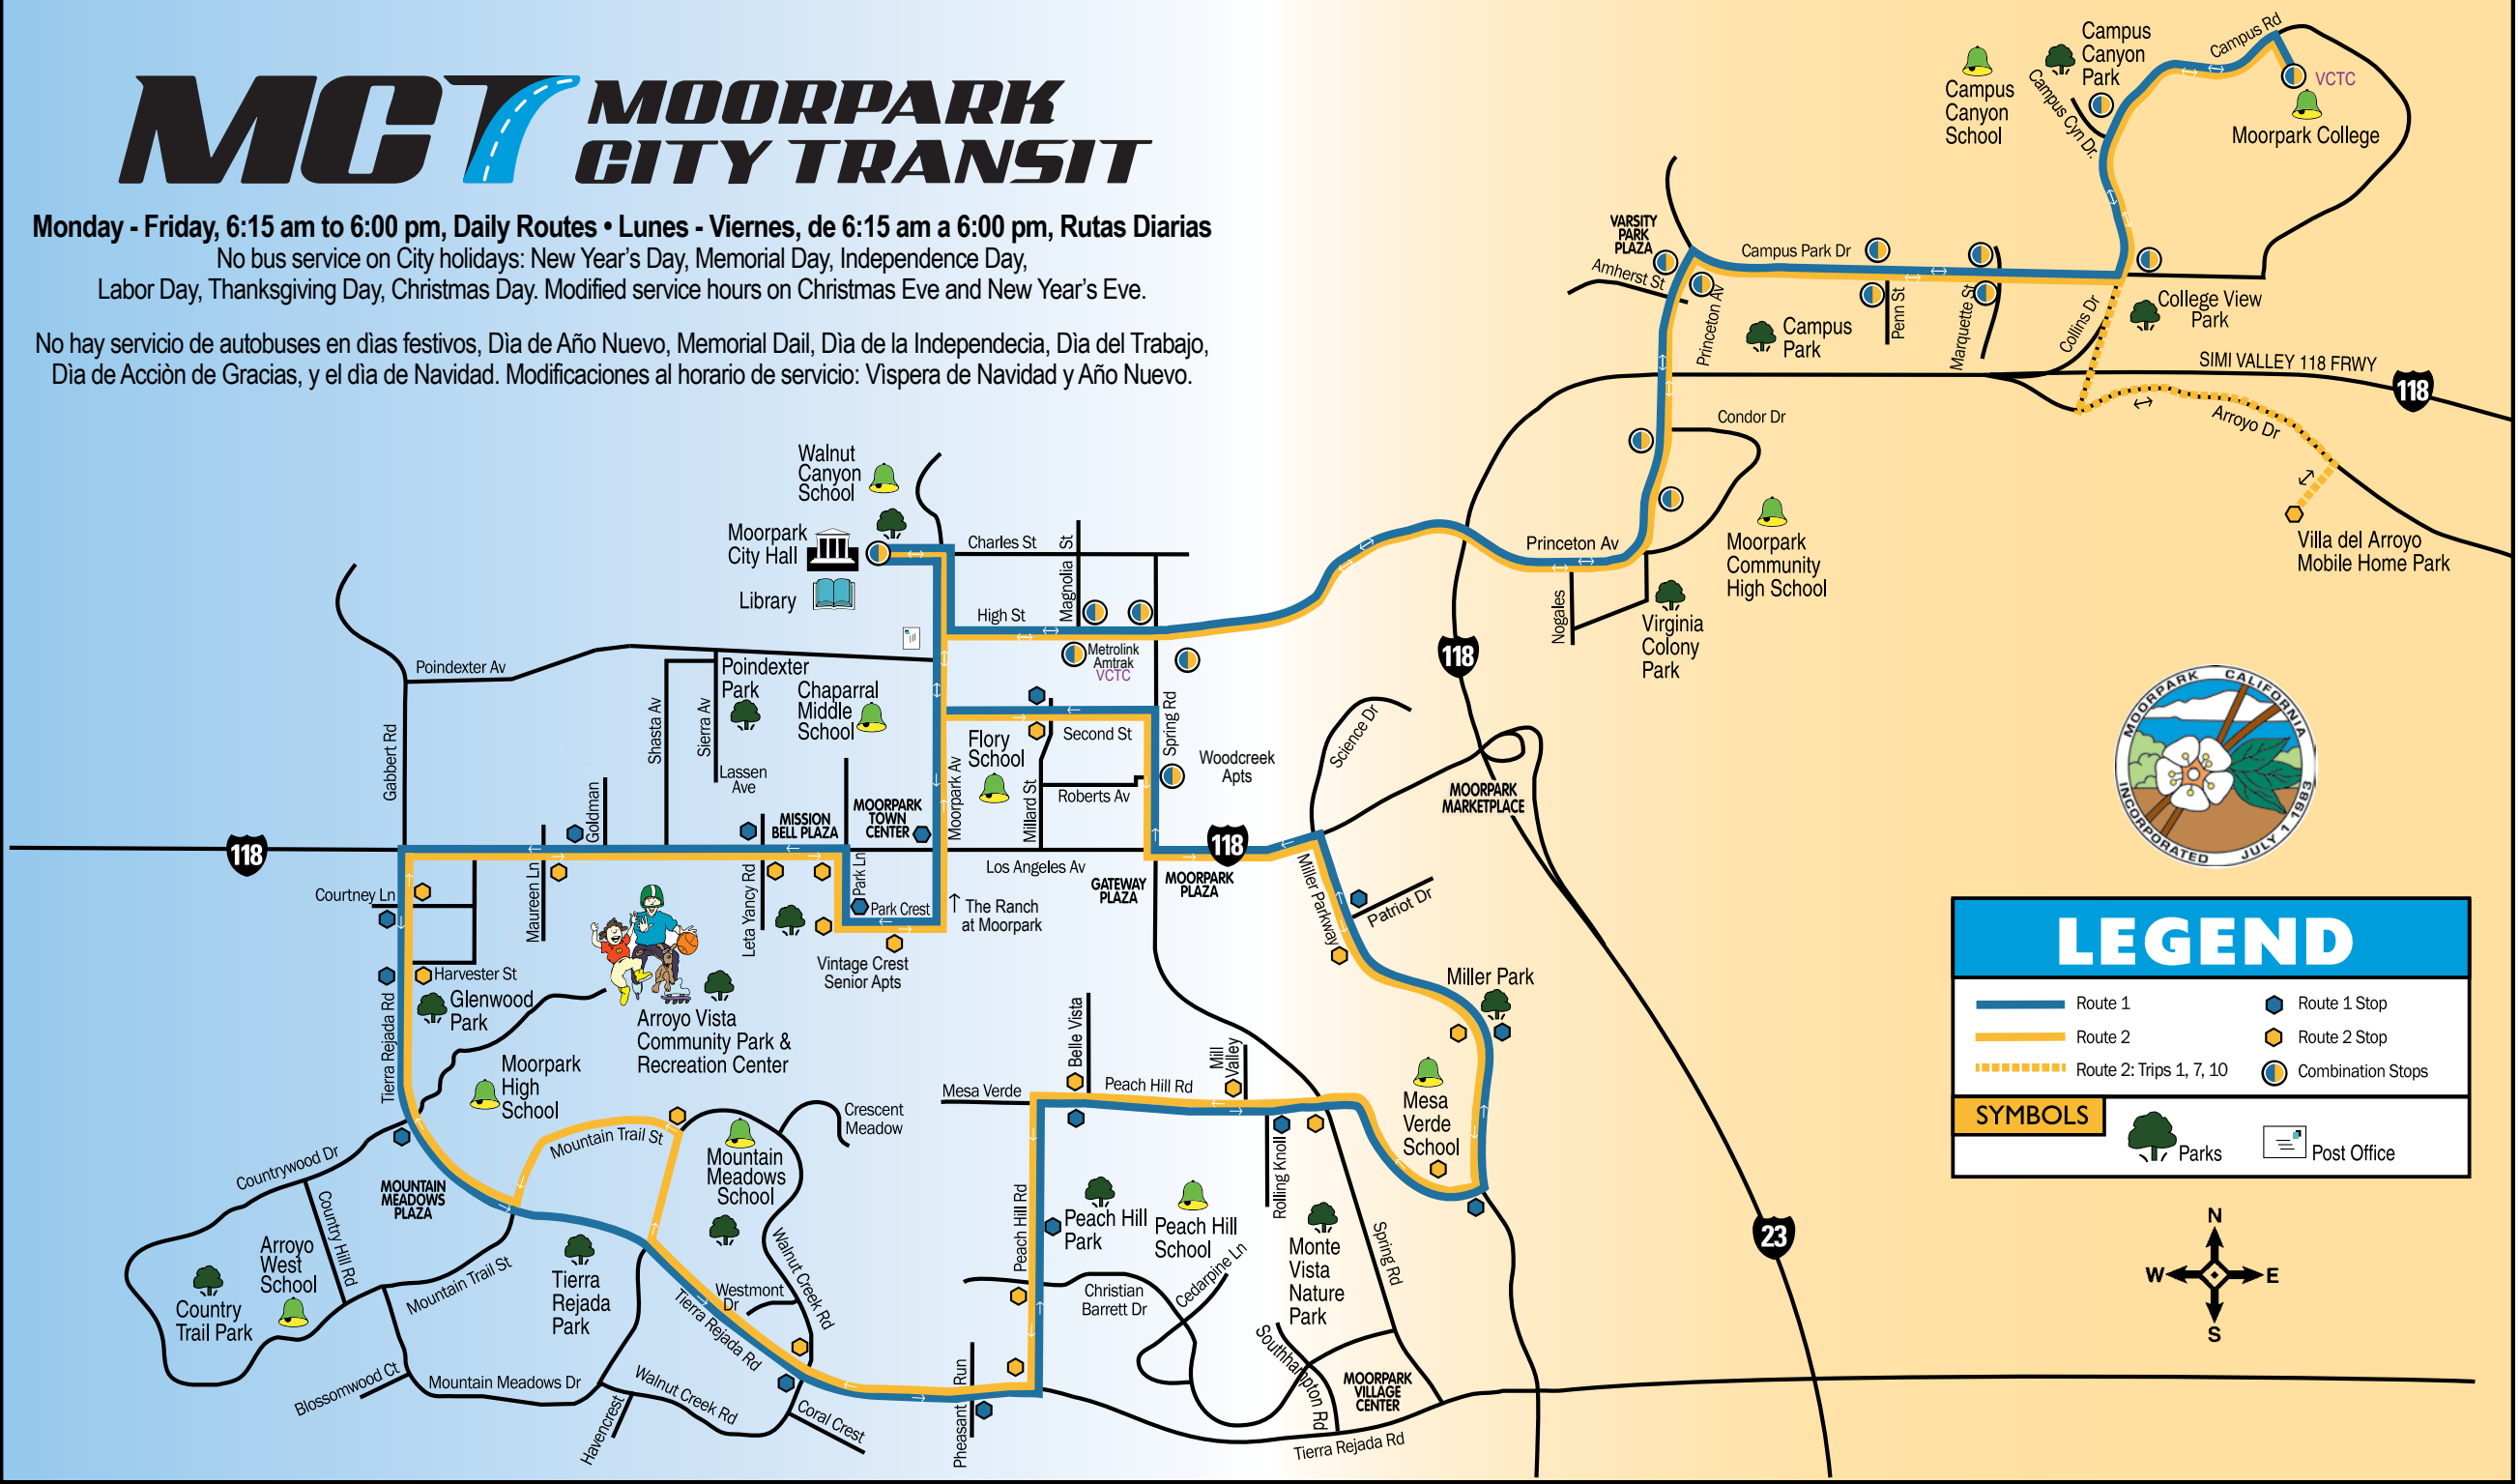 MCT MOORPARK
CITY TRANSIT
Monday - Friday, 6:15 am to 6:00 pm, Daily Routes • Lunes - Viernes, de 6:15 am a 6:00 pm, Rutas Diarias
No bus service on City holidays: New Year's Day, Memorial Day, Independence Day,
Labor Day, Thanksgiving Day, Christmas Day. Modified service hours on Christmas Eve and New Year's Eve.
No hay servicio de autobuses en dìas festivos, Dìa de Año Nuevo, Memorial Dail, Dìa de la Independecia, Dìa del Trabajo,
Dìa de Acciòn de Gracias, y el dìa de Navidad. Modificaciones al horario de servicio: Vìspera de Navidad y Año Nuevo.
Campus Rd
Campus
Canyon
Park
VCTC
Campus
Canyon
School
Campus Cyn Dr.
Moorpark College
VARSITY
PARK
PLAZA
Campus Park Dr
Amherst St
Princeton Av
Campus
Park
Penn St
Marquette St
Collins Dr
College View
Park
SIMI VALLEY 118 FRWY
118
Arroyo Dr
Condor Dr
Villa del Arroyo
Mobile Home Park
Walnut
Canyon
School
Moorpark
City Hall
Library
Charles St
Magnolia St
High St
Metrolink
Amtrak
VCTC
Princeton Av
Nogales
Moorpark
Community
High School
Virginia
Colony
Park
118
Poindexter Av
Poindexter
Park
Chaparral
Middle
School
Gabbert Rd
Shasta Av
Sierra Av
Lassen
Ave
Flory
School
Second St
Spring Rd
Woodcreek
Apts
Science Dr
MOORPARK
MARKETPLACE
Moorpark Av
Millard St
Roberts Av
Goldman
MISSION
BELL PLAZA
MOORPARK
TOWN
CENTER
118
118
Los Angeles Av
GATEWAY
PLAZA
MOORPARK
PLAZA
Miller Parkway
Patriot Dr
Courtney Ln
Maureen Ln
Leta Yancy Rd
Park Ln
Park Crest
The Ranch
at Moorpark
Vintage Crest
Senior Apts
Harvester St
Glenwood
Park
Tierra Rejada Rd
Arroyo Vista
Community Park &
Recreation Center
Moorpark
High
School
Miller Park
Belle Vista
Mill
Valley
Mesa Verde
Peach Hill Rd
Mesa
Verde
School
Crescent
Meadow
Mountain Trail St
Mountain
Meadows
School
Countrywood Dr
MOUNTAIN
MEADOWS
PLAZA
Country Hill Rd
Arroyo
West
School
Country
Trail Park
Mountain Trail St
Tierra
Rejada
Park
Walnut Creek Rd
Westmont
Dr
Tierra Rejada Rd
Peach Hill Rd
Peach Hill
Park
Peach Hill
School
Rolling Knoll
Monte
Vista
Nature
Park
Spring Rd
Christian
Barrett Dr
Cedarpine Ln
Southhampton Rd
MOORPARK
VILLAGE
CENTER
Tierra Rejada Rd
Blossomwood Ct
Mountain Meadows Dr
Walnut Creek Rd
Havencrest
Coral Crest
Pheasant Run
23
MOORPARK CALIFORNIA
INCORPORATED JULY 1 1983
LEGEND
Route 1
Route 1 Stop
Route 2
Route 2 Stop
Route 2: Trips 1, 7, 10
Combination Stops
SYMBOLS
Parks
Post Office
N
W E
S